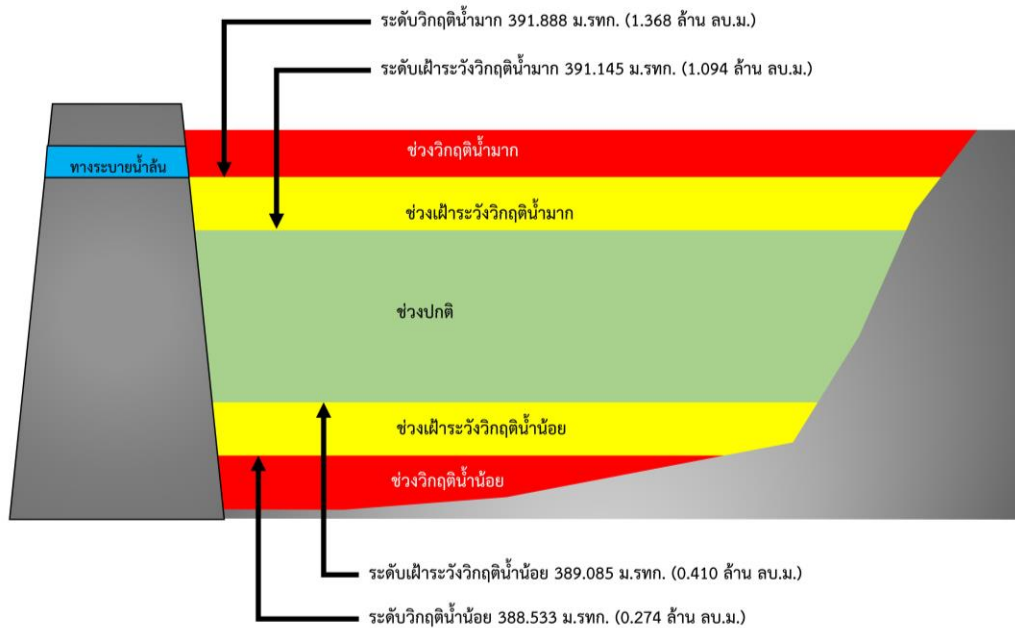 ระดับวิกฤติน้ำมาก 391.888 ม.รทก. (1.368 ล้าน ลบ.ม.)
ระดับเฝ้าระวังวิกฤติน้ำมาก 391.145 ม.รทก. (1.094 ล้าน ลบ.ม.)
ช่วงวิกฤติน้ำมาก
ทางระบายน้ำล้น
ช่วงเฝ้าระวังวิกฤติน้ำมาก
ช่วงปกติ
ช่วงเฝ้าระวังวิกฤติน้ำน้อย
ช่วงวิกฤติน้ำน้อย
ระดับเฝ้าระวังวิกฤติน้ำน้อย 389.085 ม.รทก. (0.410 ล้าน ลบ.ม.)
ระดับวิกฤติน้ำน้อย 388.533 ม.รทก. (0.274 ล้าน ลบ.ม.)